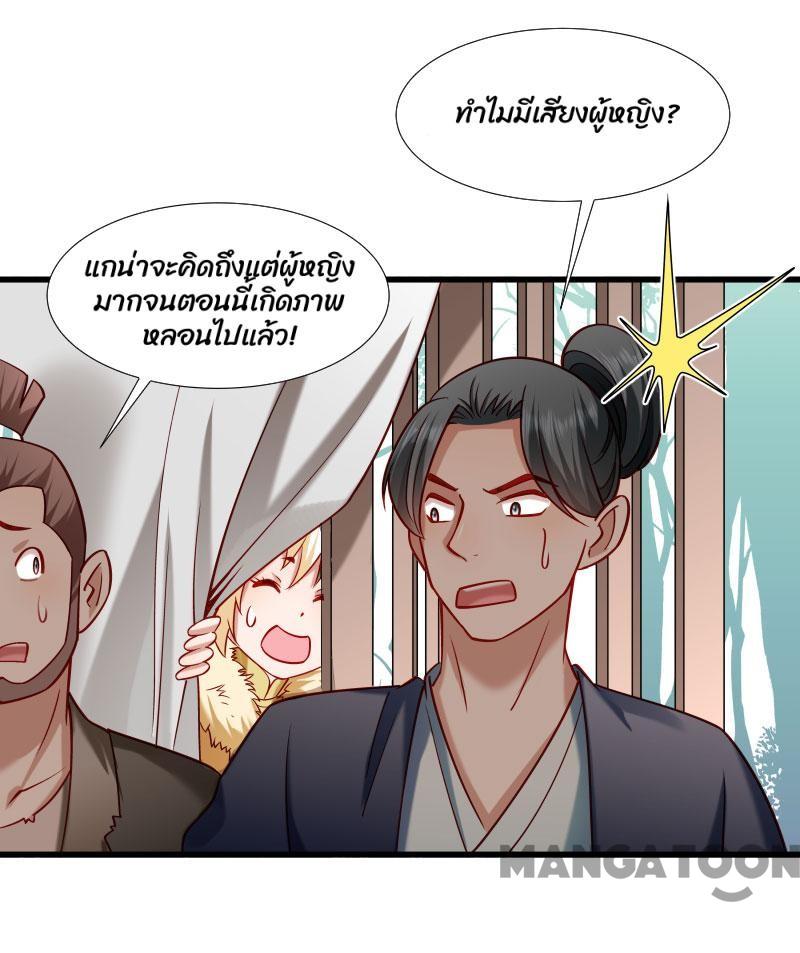 ทำไมมีเสียงผู้หญิง?
แกน่าจะคิดถึงแต่ผู้หญิง
มากจนตอนนี้เกิดภาพ
หลอนไปแล้ว!
MANGATOON